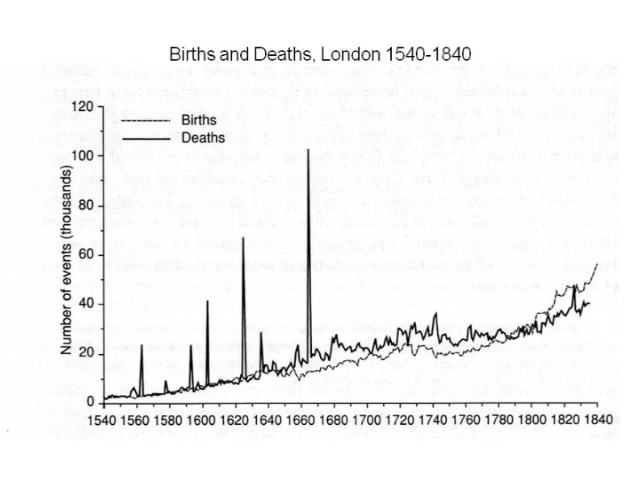 Births and Deaths, London 1540-1840
120
100
80
60
40
20
0
Number of events (thousands)
Births
Deaths
1540 1560 1580 1600 1620 1640 1660 1680 1700 1720 1740 1760 1780 1800 1820 1840